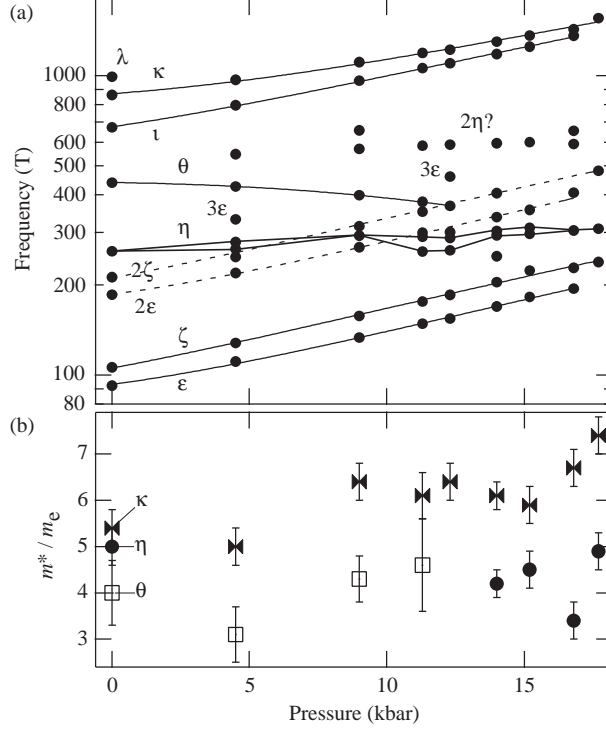 (a)
Frequency (T)
1000
800
600
500
400
300
200
100
80
λ
κ
ι
θ
η
2ζ
2ε
ζ
ε
3ε
3ε
2η?
(b)
m* / mₑ
7
6
5
4
3
κ
η
θ
0
5
10
15
Pressure (kbar)